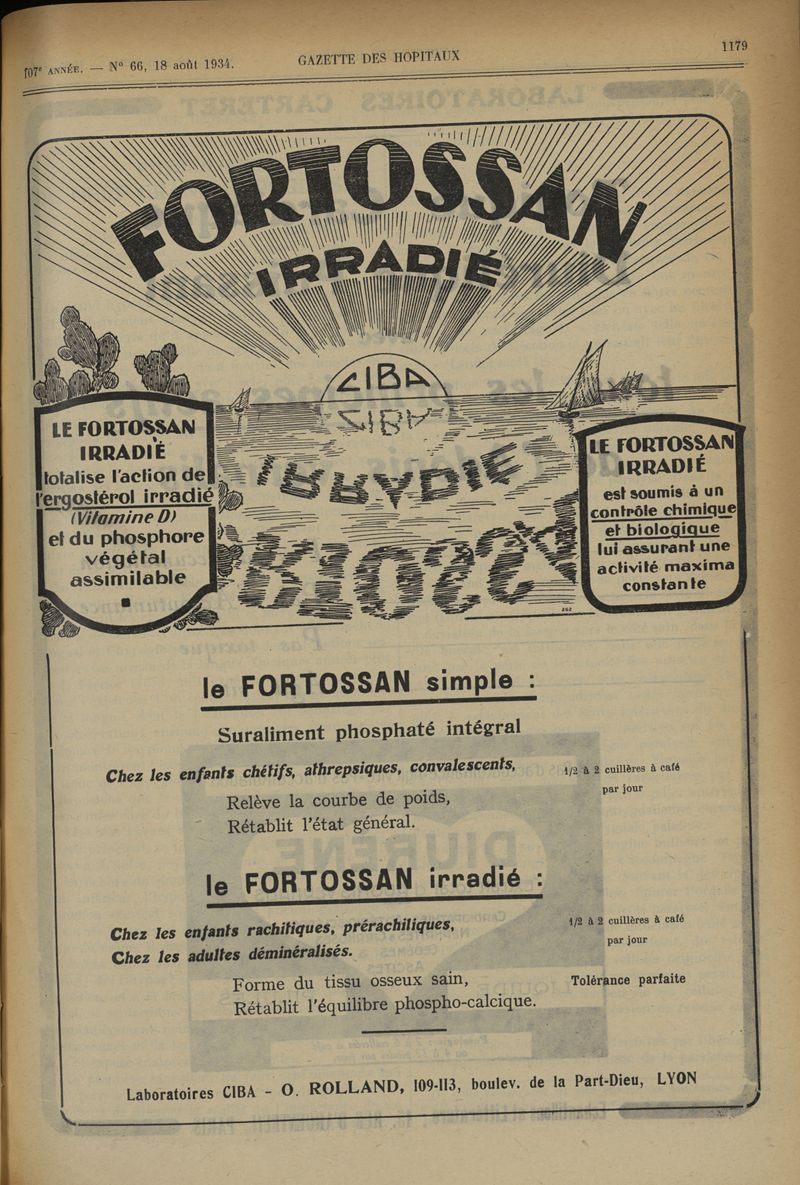 107e ANNÉE. — N° 66, 18 août 1934.
GAZETTE DES HOPITAUX
1179
FORTOSSAN
IRRADIÉ
CIBA
CIBA
IRRADIÉ
LE FORTOSSAN
IRRADIÉ
totalise l'action de
l'ergostérol irradié
(Vitamine D)
et du phosphore
végétal
assimilable
LE FORTOSSAN
IRRADIÉ
est soumis à un
contrôle chimique
et biologique
lui assurant une
activité maxima
constante
le FORTOSSAN simple :
Suraliment phosphaté intégral
Chez les enfants chétifs, athrepsiques, convalescents,
1/2 à 2 cuillères à café
par jour
Relève la courbe de poids,
Rétablit l'état général.
le FORTOSSAN irradié :
Chez les enfants rachitiques, prérachitiques,
Chez les adultes déminéralisés.
1/2 à 2 cuillères à café
par jour
Forme du tissu osseux sain,
Tolérance parfaite
Rétablit l'équilibre phospho-calcique.
Laboratoires CIBA - O. ROLLAND, 109-113, boulev. de la Part-Dieu, LYON